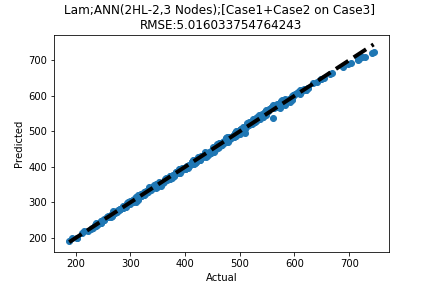 Lam;ANN(2HL-2,3 Nodes);[Case1+Case2 on Case3]
RMSE:5.016033754764243
700
600
500
400
300
200
Predicted
200 300 400 500 600 700
Actual